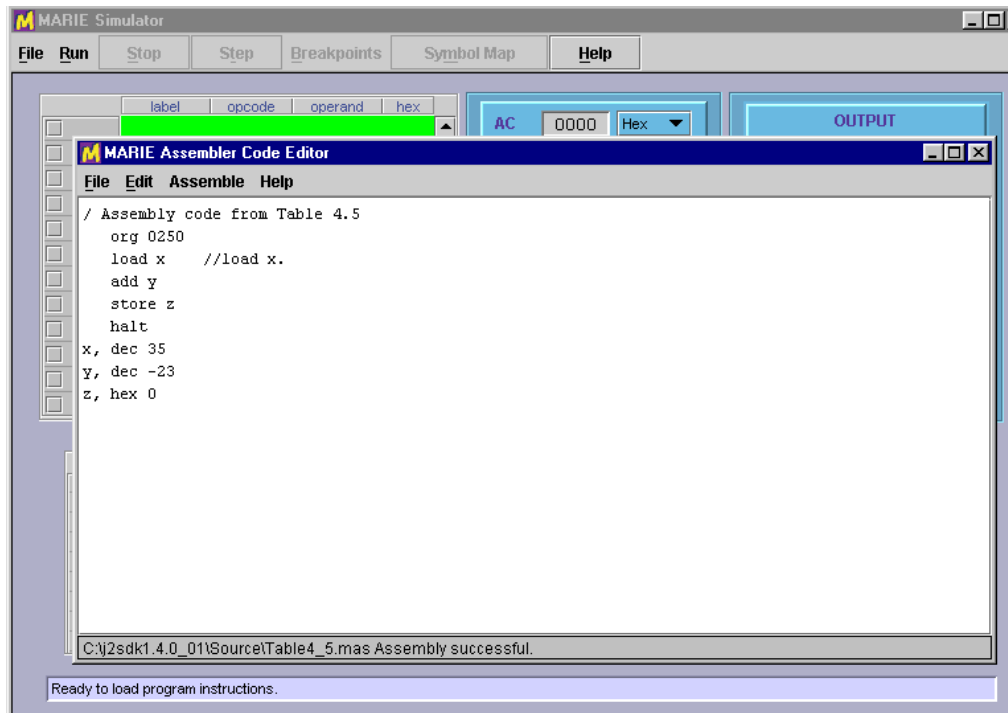 MARIE Simulator
File Run Stop Step Breakpoints Symbol Map Help
label opcode operand hex
AC 0000 Hex
OUTPUT
MARIE Assembler Code Editor
File Edit Assemble Help
/ Assembly code from Table 4.5
org 0250
load x //load x.
add y
store z
halt
x, dec 35
y, dec -23
z, hex 0
C:\j2sdk1.4.0_01\Source\Table4_5.mas Assembly successful.
Ready to load program instructions.